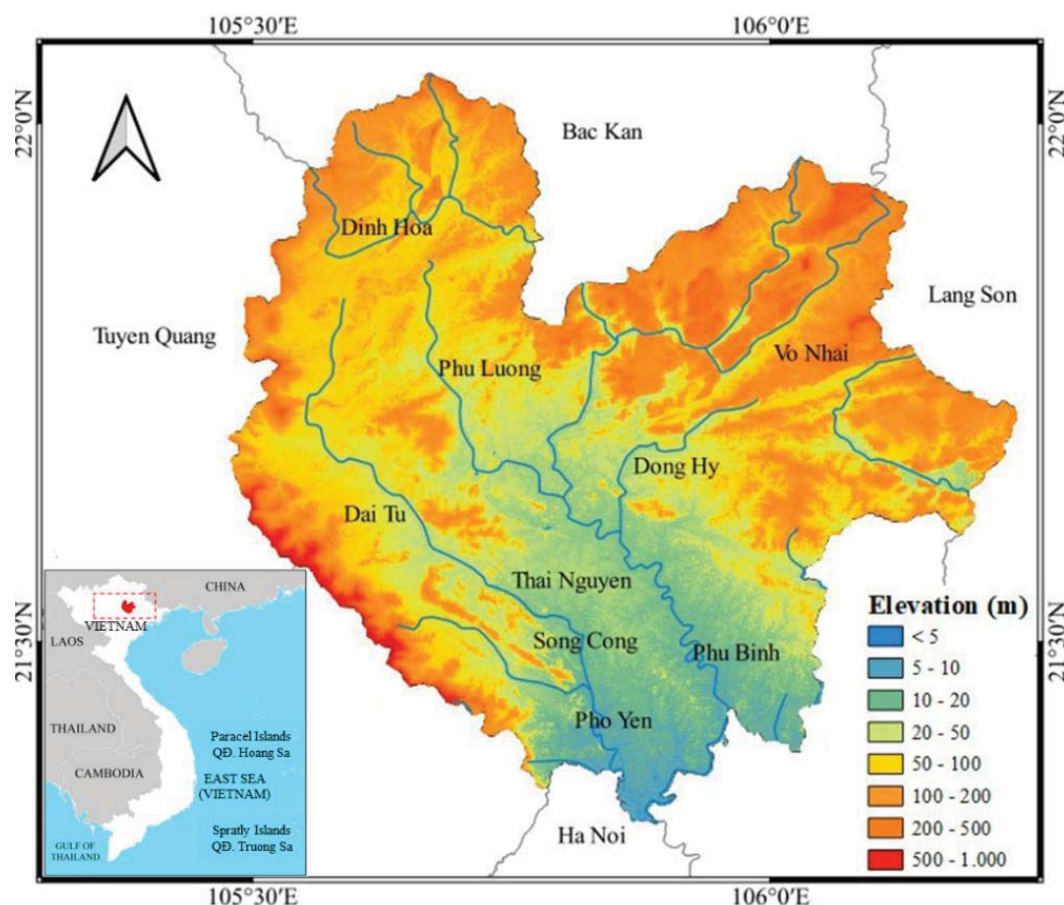 105°30′E
106°0′E
22°0′N
22°0′N
Bac Kan
Dinh Hoa
Lang Son
Tuyen Quang
Vo Nhai
Phu Luong
Dong Hy
Dai Tu
Thai Nguyen
Song Cong
Phu Binh
Pho Yen
Ha Noi
21°30′N
21°30′N
CHINA
VIETNAM
LAOS
THAILAND
Paracel Islands
QĐ. Hoang Sa
CAMBODIA
EAST SEA
(VIETNAM)
Spratly Islands
QĐ. Truong Sa
GULF OF
THAILAND
Elevation (m)
< 5
5 - 10
10 - 20
20 - 50
50 - 100
100 - 200
200 - 500
500 - 1.000
105°30′E
106°0′E